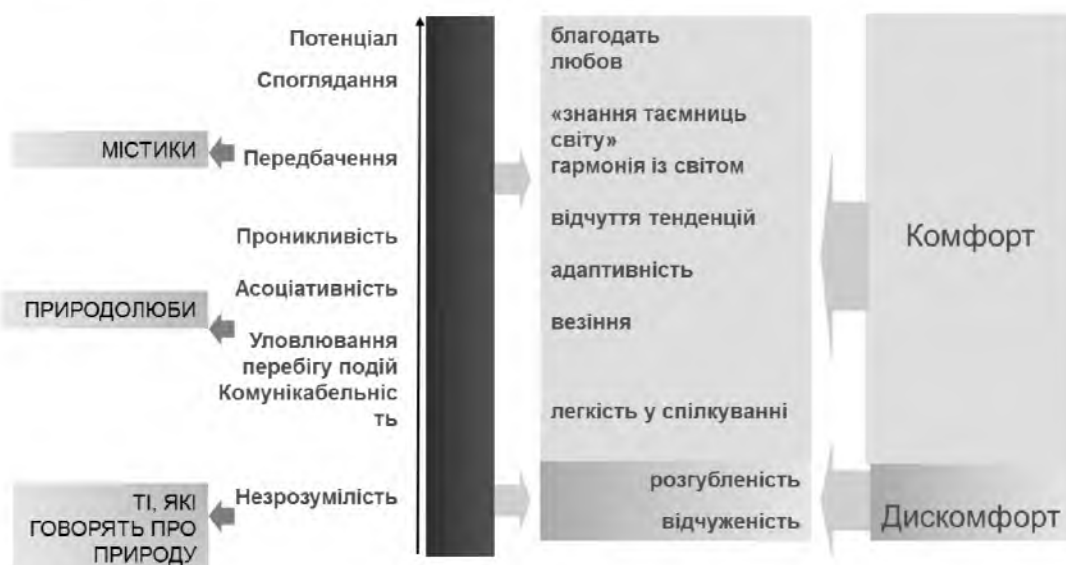 МІСТИКИ
ПРИРОДОЛЮБИ
ТІ, ЯКІ
ГОВОРЯТЬ ПРО
ПРИРОДУ
Потенціал
Споглядання
Передбачення
Проникливість
Асоціативність
Уловлювання
перебігу подій
Комунікабельніс
ть
Незрозумілість
благодать
любов
«знання таємниць
світу»
гармонія із світом
відчуття тенденцій
адаптивність
везіння
легкість у спілкуванні
розгубленість
відчуженість
Комфорт
Дискомфорт